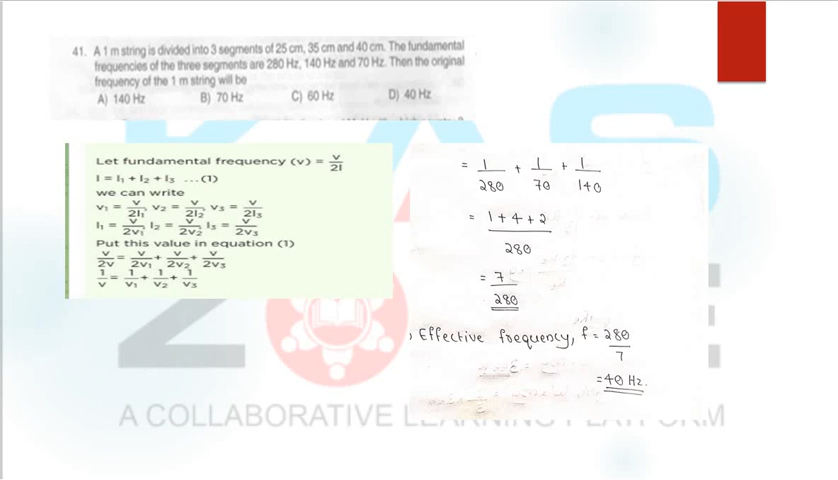 41. A 1 m string is divided into 3 segments of 25 cm, 35 cm and 40 cm. The fundamental
frequencies of the three segments are 280 Hz, 140 Hz and 70 Hz. Then the original
frequency of the 1 m string will be
A) 140 Hz B) 70 Hz C) 60 Hz D) 40 Hz
Let fundamental frequency (v) = v/2l
l = l₁ + l₂ + l₃ ...(1)
we can write
v₁ = v/2l₁, v₂ = v/2l₂, v₃ = v/2l₃
l₁ = v/2v₁, l₂ = v/2v₂, l₃ = v/2v₃
Put this value in equation (1)
v/2v = v/2v₁ + v/2v₂ + v/2v₃
1/v = 1/v₁ + 1/v₂ + 1/v₃
= 1/280 + 1/70 + 1/140
= 1+4+2/280
= 7/280
Effective frequency, f = 280/7
= 40 Hz.
A COLLABORATIVE LEARNING PLATFORM